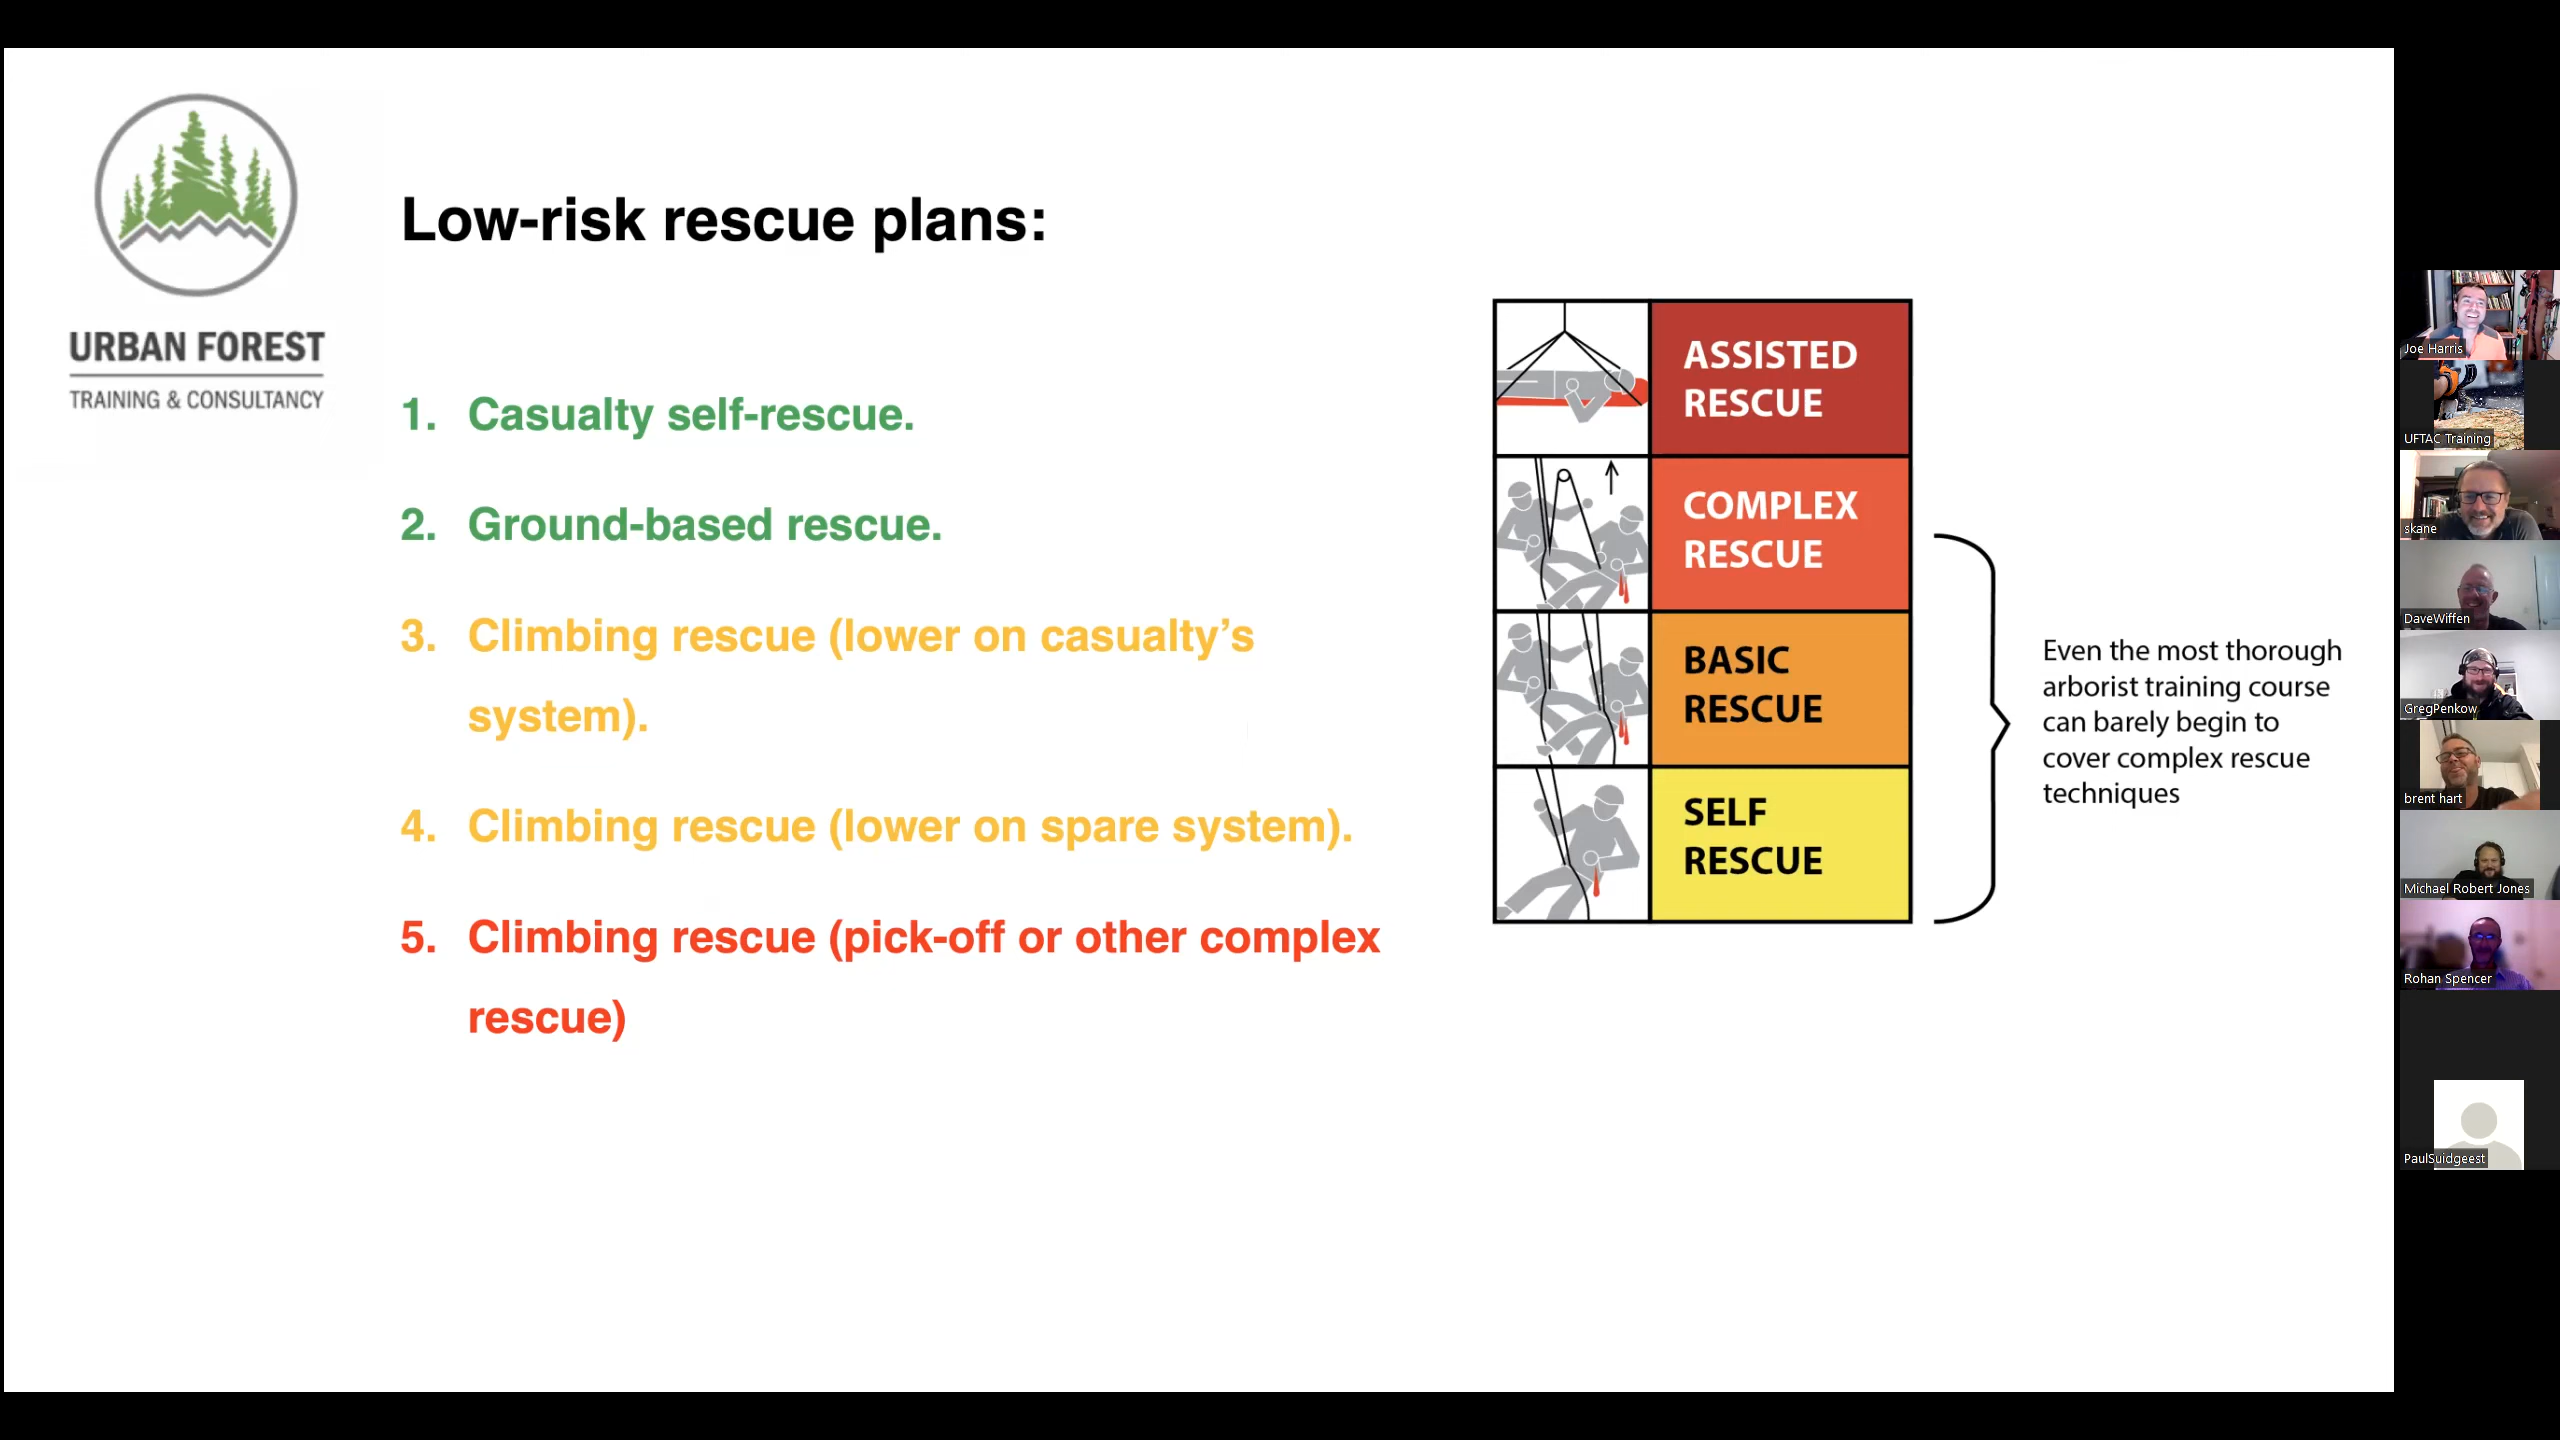 URBAN FOREST
TRAINING & CONSULTANCY
Low-risk rescue plans:
1. Casualty self-rescue.
2. Ground-based rescue.
3. Climbing rescue (lower on casualty’s
system).
4. Climbing rescue (lower on spare system).
5. Climbing rescue (pick-off or other complex
rescue)
ASSISTED
RESCUE
COMPLEX
RESCUE
BASIC
RESCUE
SELF
RESCUE
Even the most thorough
arborist training course
can barely begin to
cover complex rescue
techniques
Joe Harris
UFTAC Training
skane
DaveWiffen
GregPenkow
brent hart
Michael Robert Jones
Rohan Spencer
PaulSuidgeest